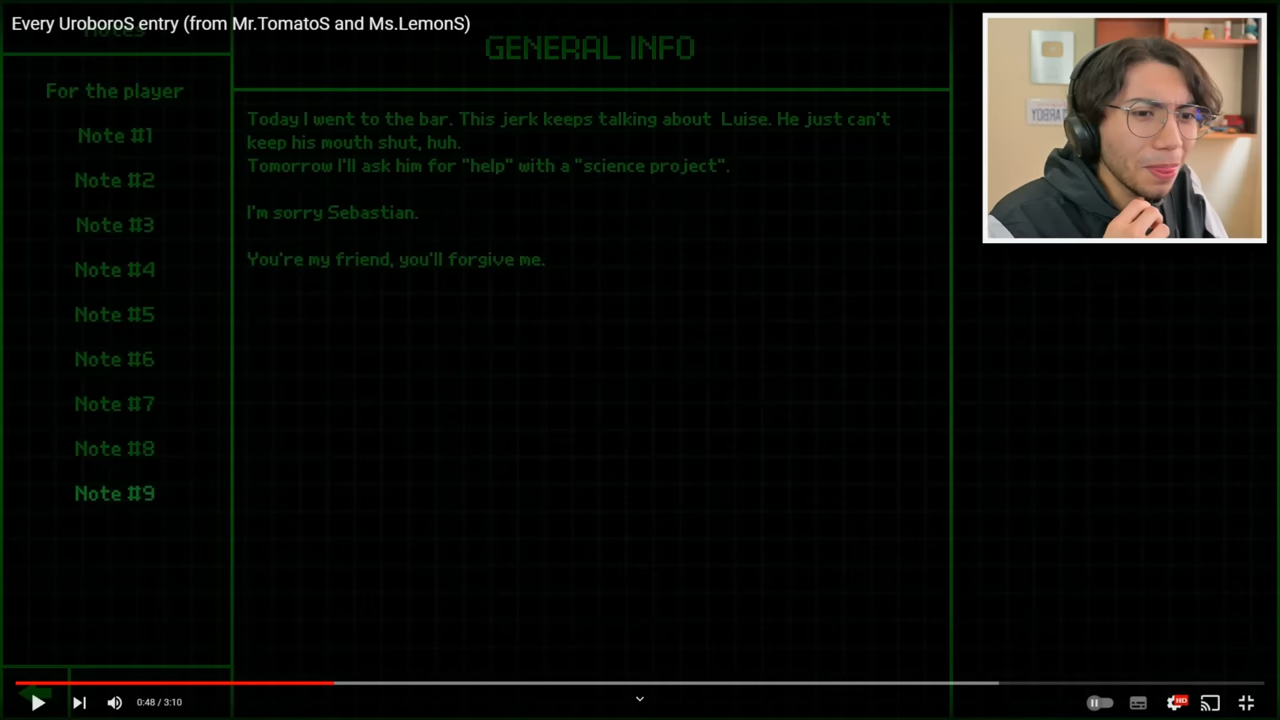 Every UroboroS entry (from Mr.TomatoS and Ms.LemonS)
Notes
GENERAL INFO
For the player
Note #1
Note #2
Note #3
Note #4
Note #5
Note #6
Note #7
Note #8
Note #9
Today I went to the bar. This jerk keeps talking about Luise. He just can't
keep his mouth shut, huh.
Tomorrow I'll ask him for "help" with a "science project".
I'm sorry Sebastian.
You're my friend, you'll forgive me.
0:48 / 3:10
HD